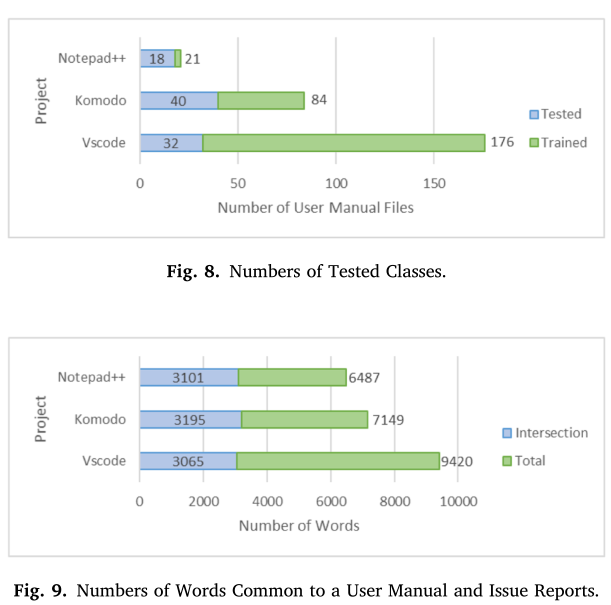 Notepad++ 18 21
Komodo 40 84
Vscode 32 176
Project
Tested
Trained
0 50 100 150
Number of User Manual Files
Fig. 8. Numbers of Tested Classes.
Notepad++ 3101 6487
Komodo 3195 7149
Vscode 3065 9420
Project
Intersection
Total
0 2000 4000 6000 8000 10000
Number of Words
Fig. 9. Numbers of Words Common to a User Manual and Issue Reports.